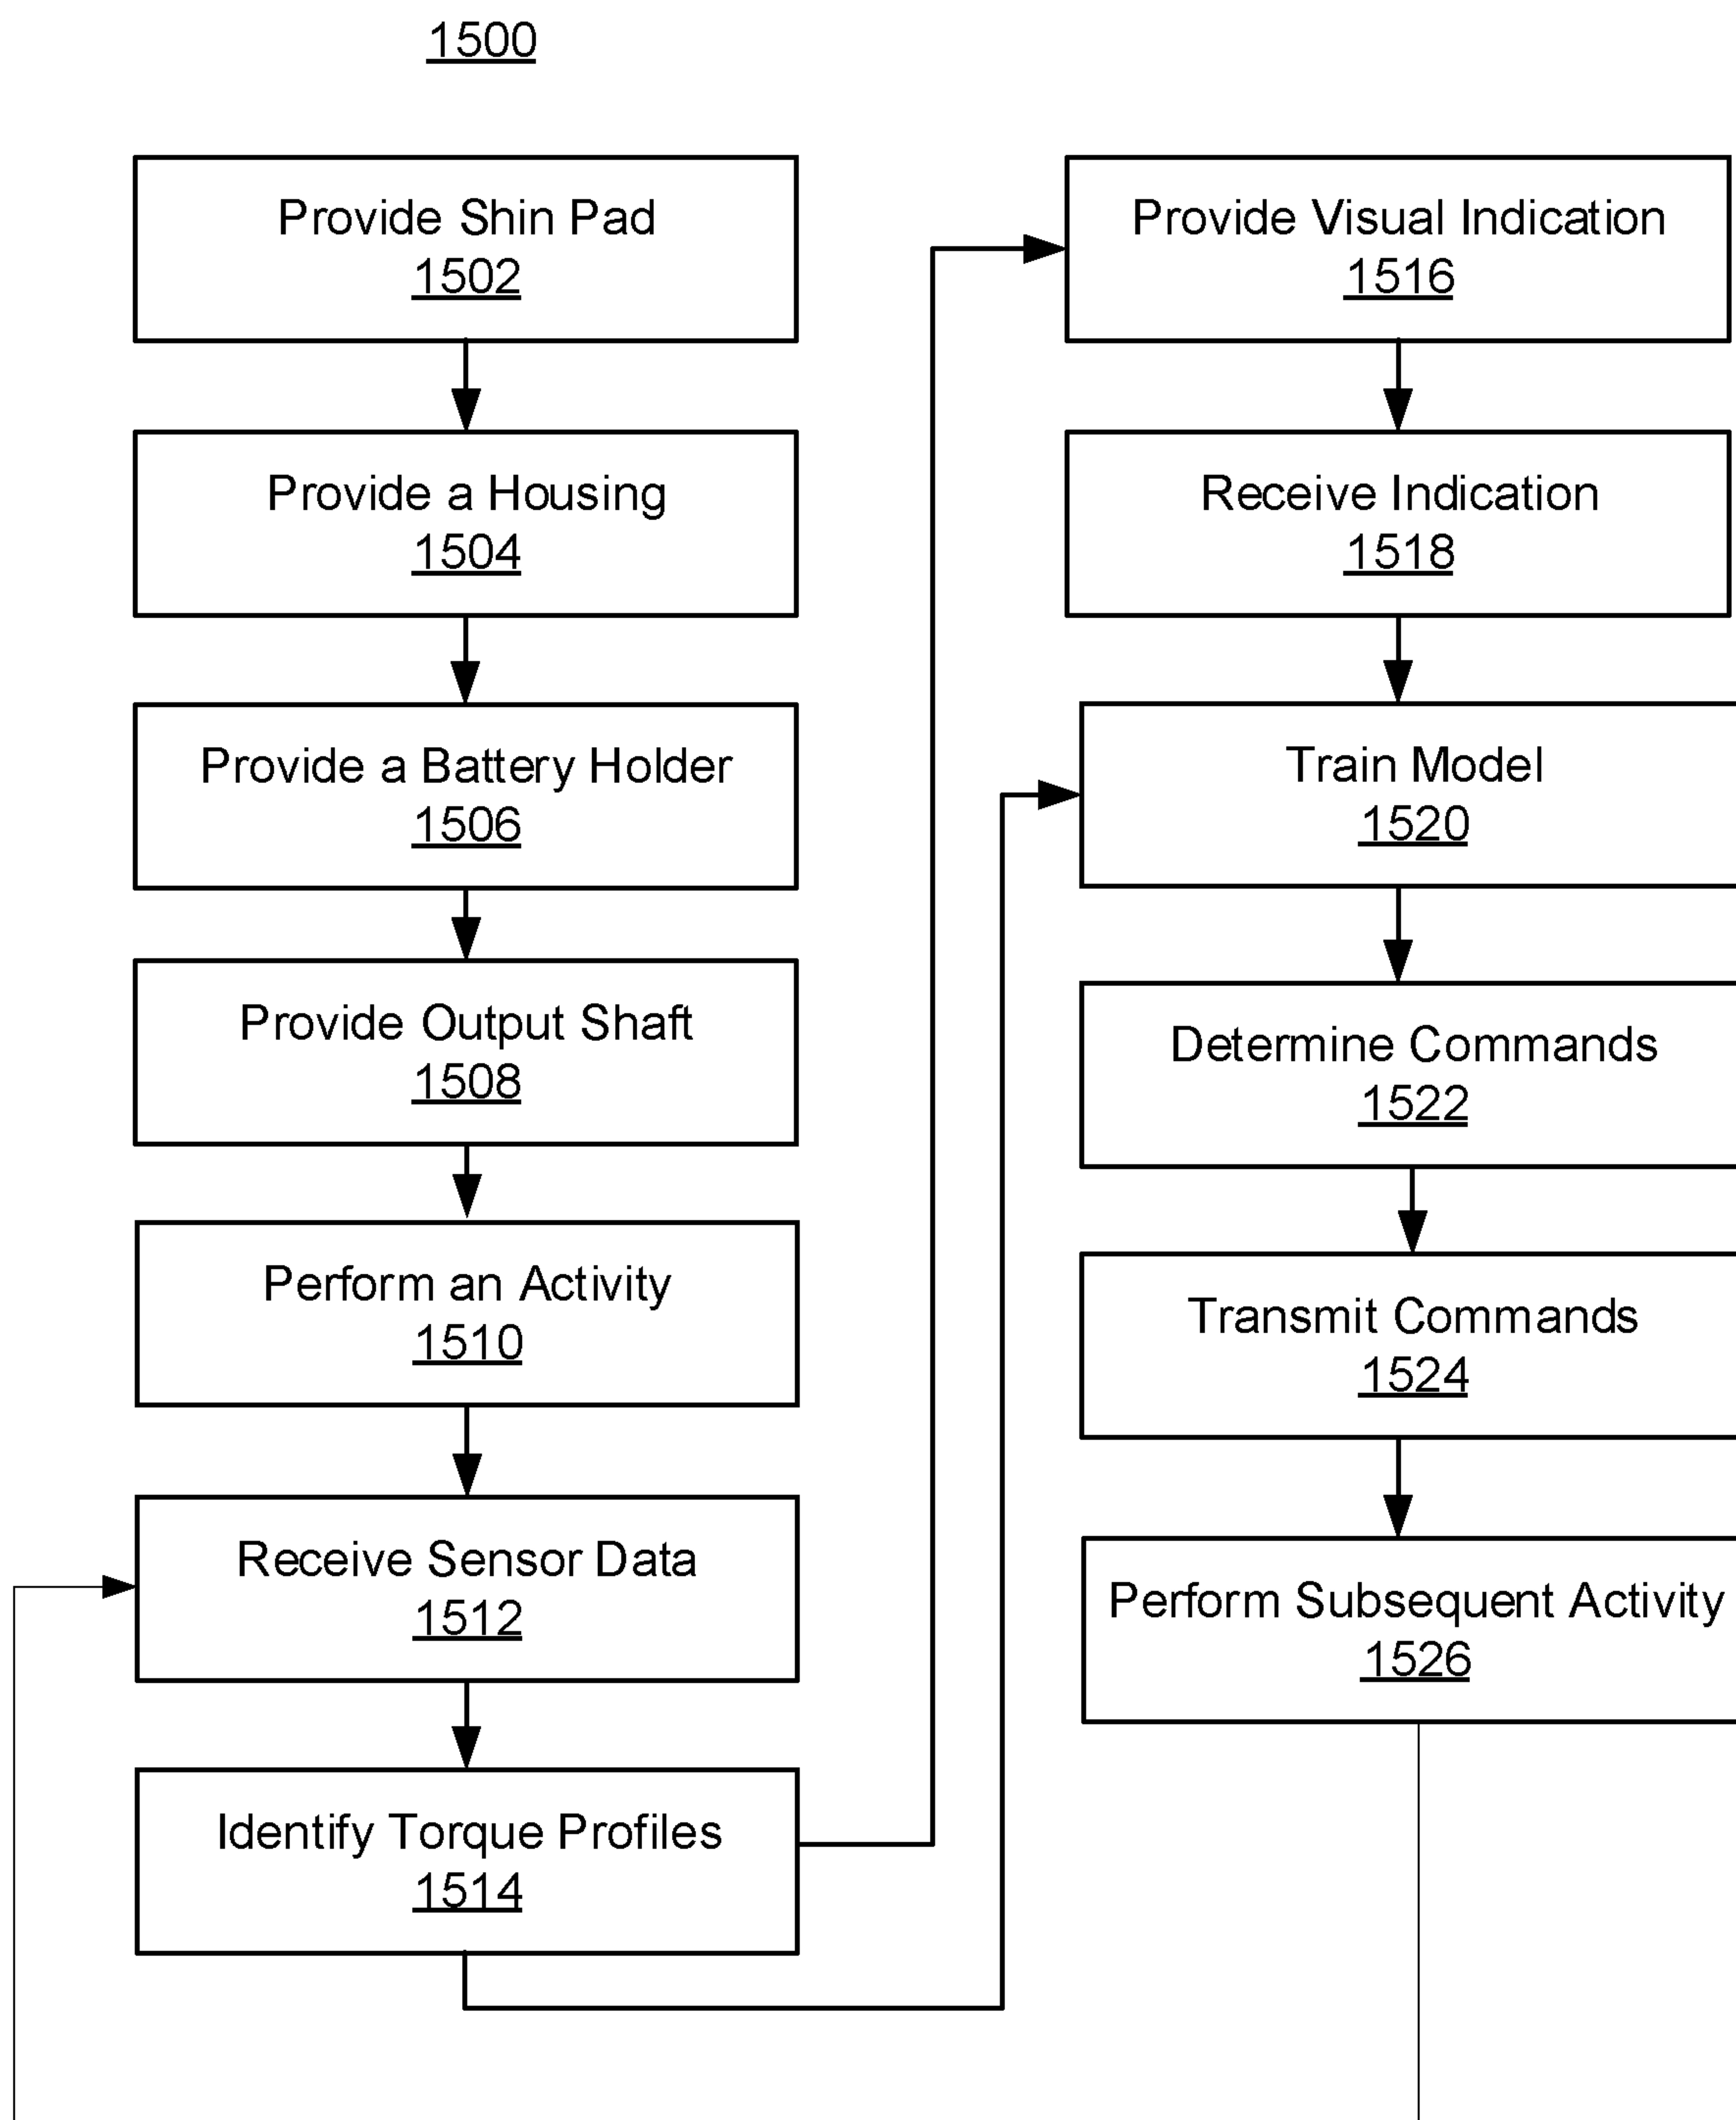 1500
Provide Shin Pad
1502
Provide a Housing
1504
Provide a Battery Holder
1506
Provide Output Shaft
1508
Perform an Activity
1510
Receive Sensor Data
1512
Identify Torque Profiles
1514
Provide Visual Indication
1516
Receive Indication
1518
Train Model
1520
Determine Commands
1522
Transmit Commands
1524
Perform Subsequent Activity
1526